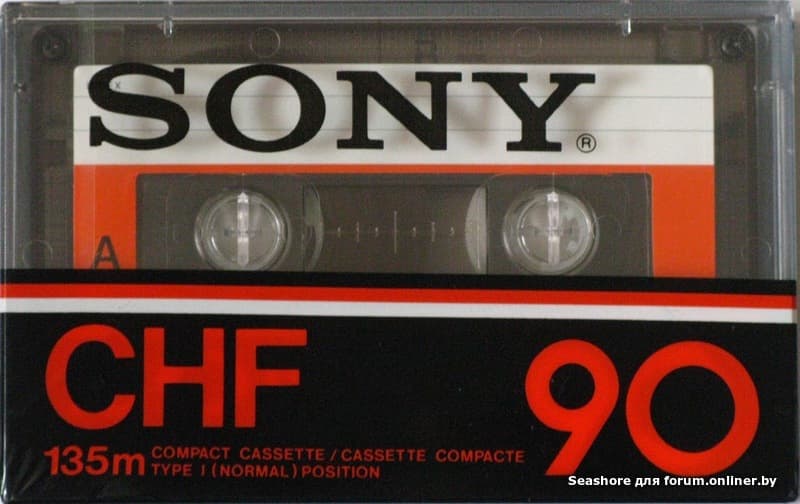 SONY®
A
CHF 90
135m COMPACT CASSETTE / CASSETTE COMPACTE
TYPE I (NORMAL) POSITION
Seashore для forum.onliner.by